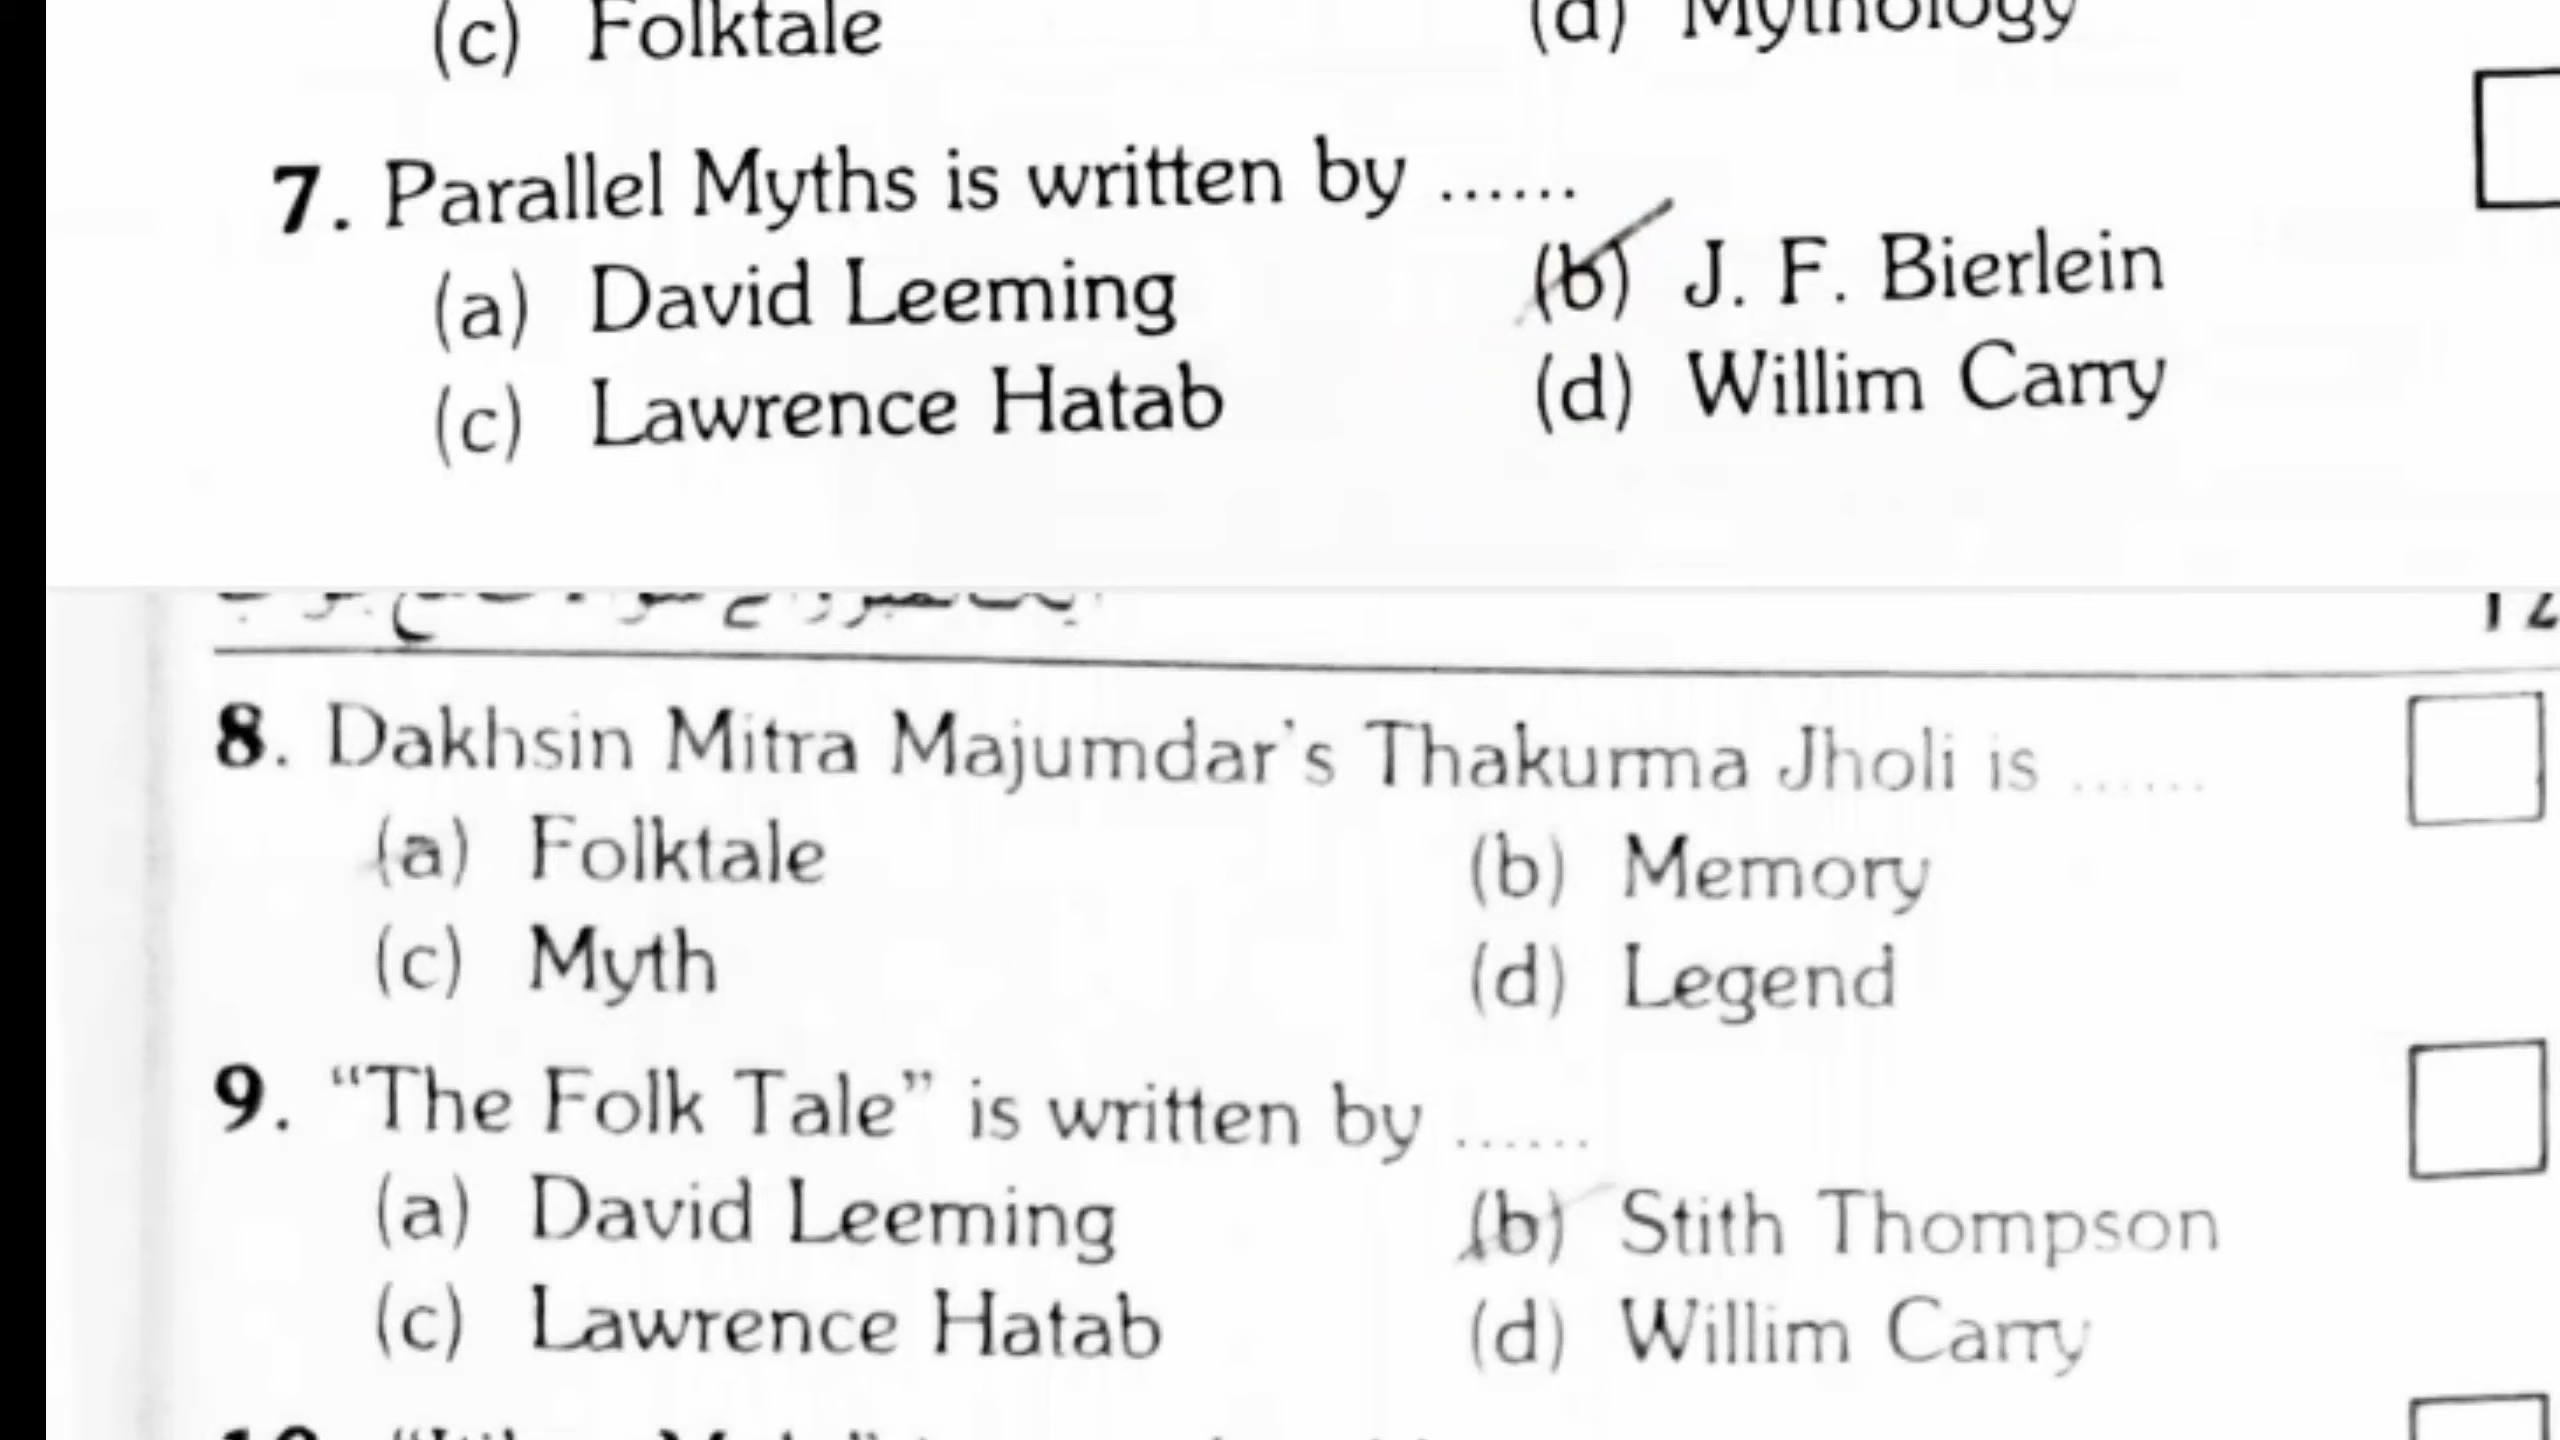 (c) Folktale (d) Mythology
7. Parallel Myths is written by ......
(a) David Leeming (b) J. F. Bierlein
(c) Lawrence Hatab (d) Willim Carry
8. Dakhsin Mitra Majumdar's Thakurma Jholi is ......
(a) Folktale (b) Memory
(c) Myth (d) Legend
9. “The Folk Tale” is written by ......
(a) David Leeming (b) Stith Thompson
(c) Lawrence Hatab (d) Willim Carry